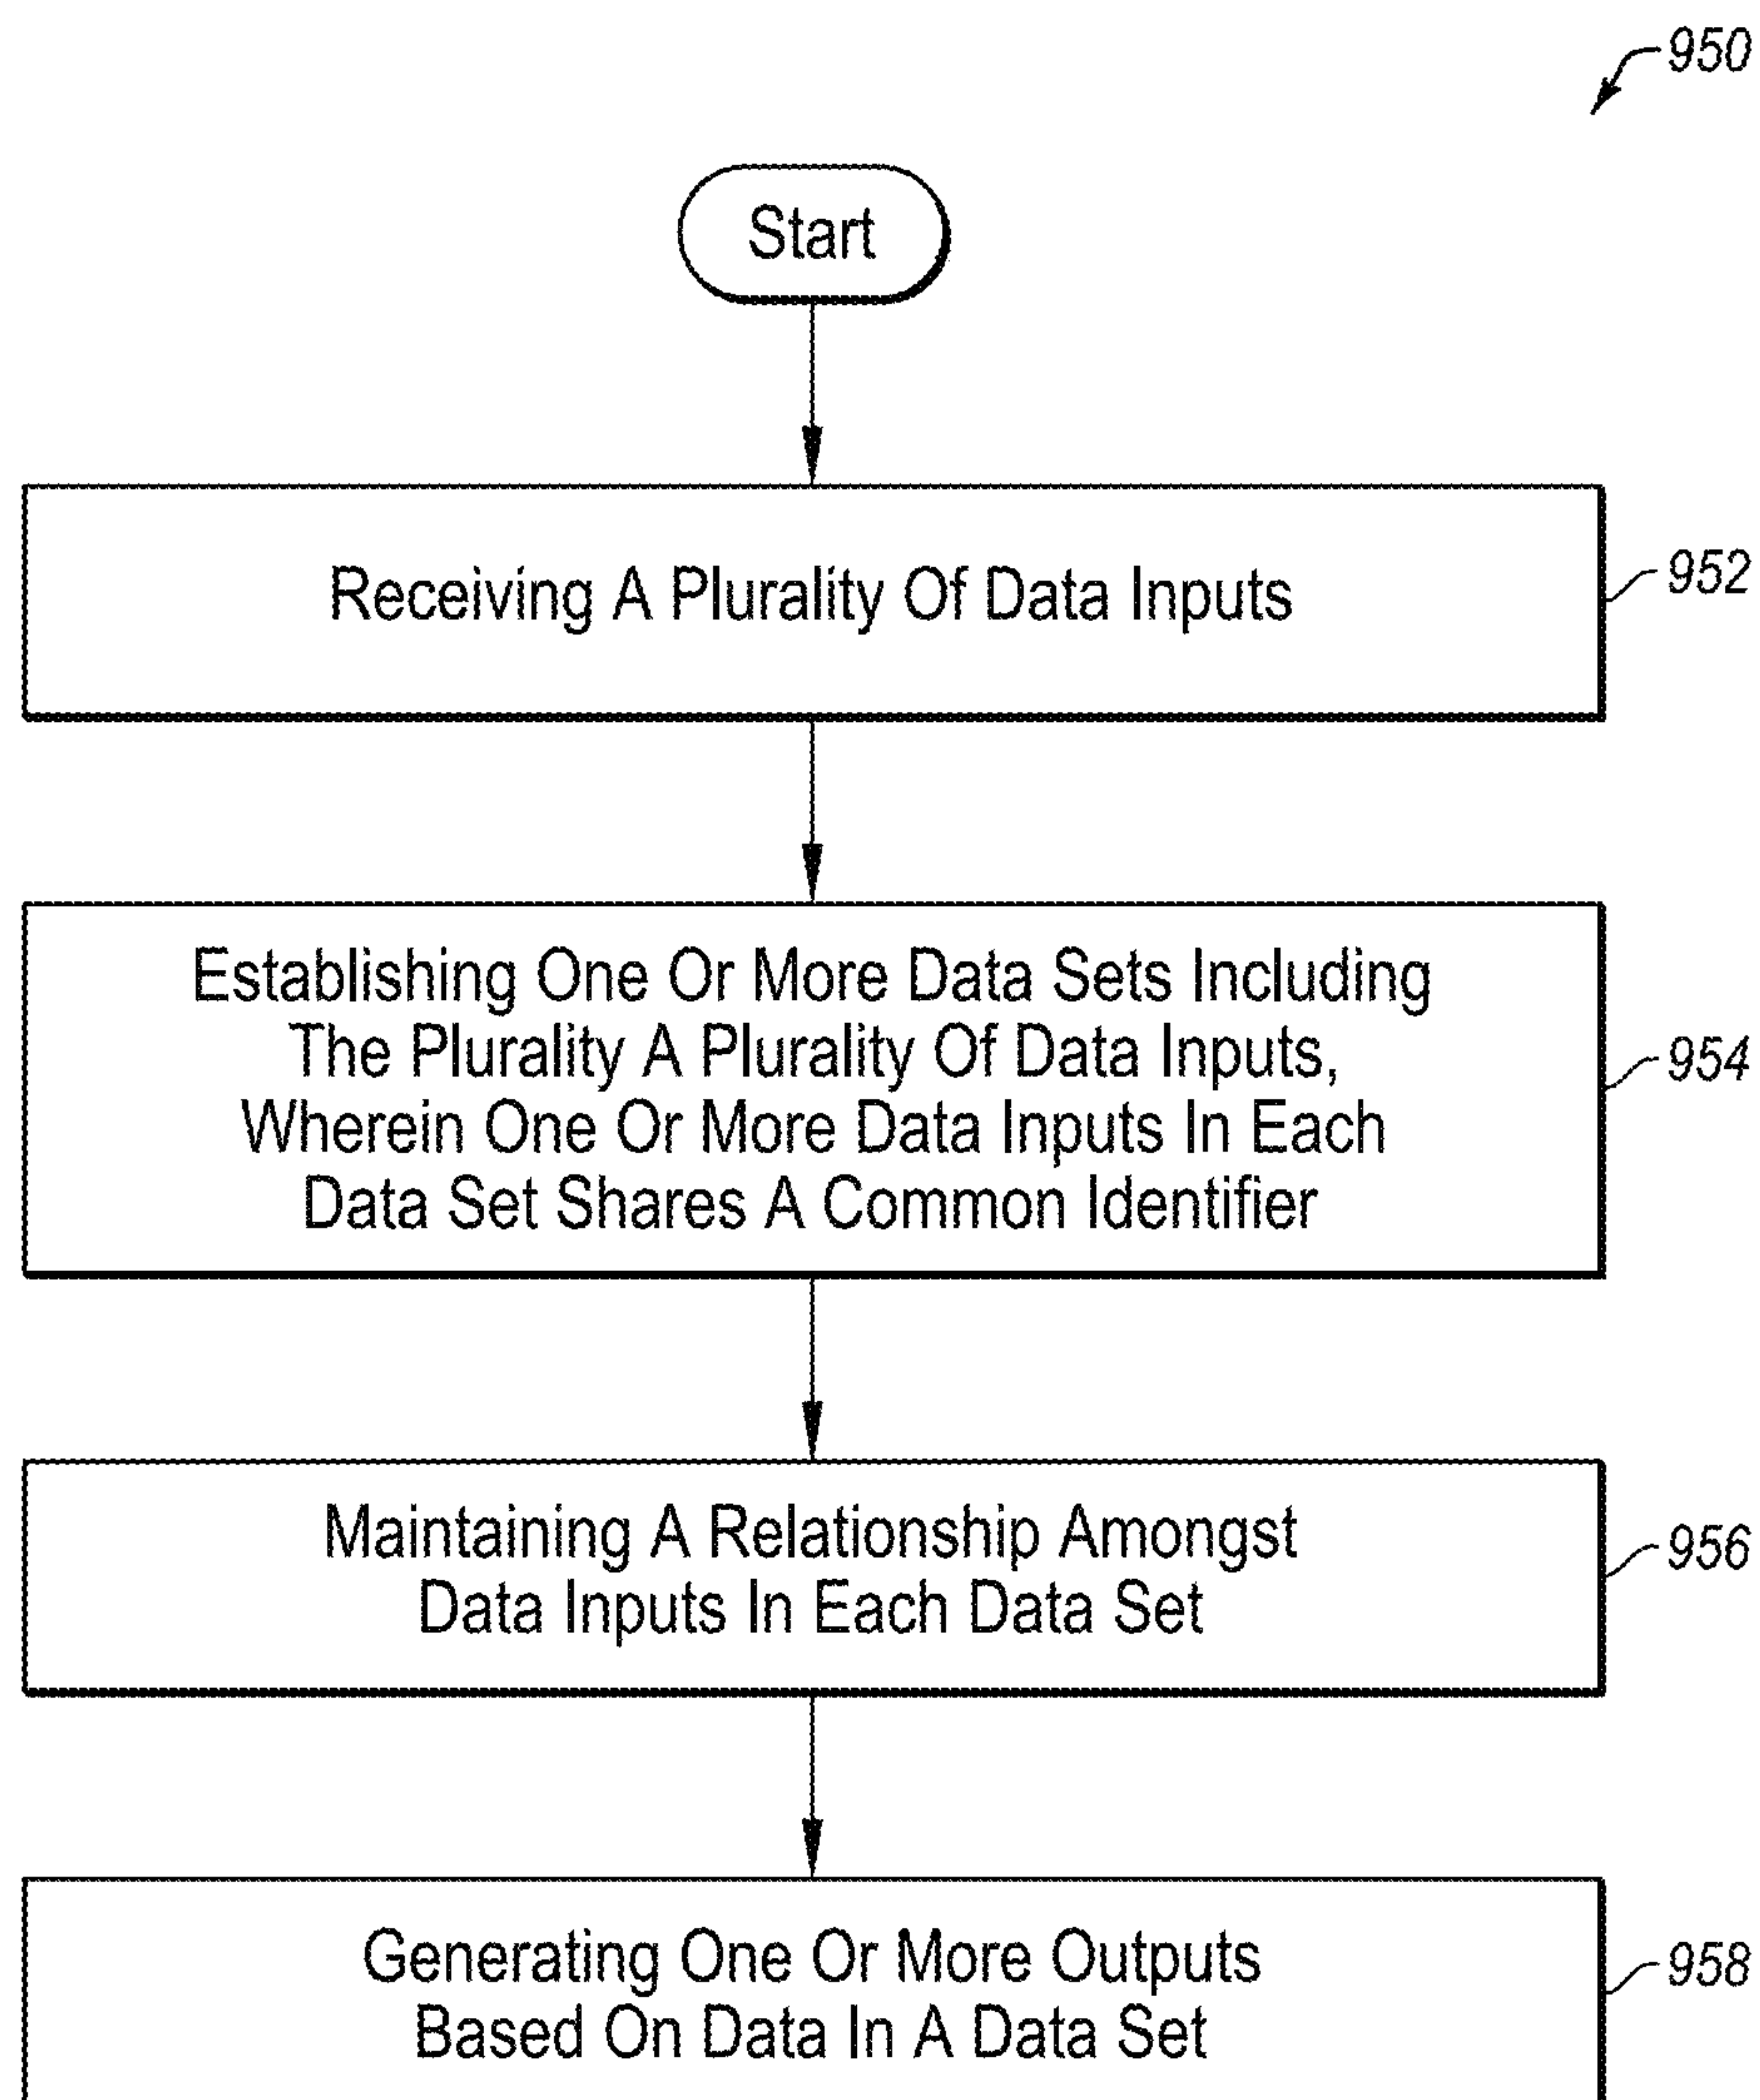 950
Start
Receiving A Plurality Of Data Inputs
952
Establishing One Or More Data Sets Including
The Plurality A Plurality Of Data Inputs,
Wherein One Or More Data Inputs In Each
Data Set Shares A Common Identifier
954
Maintaining A Relationship Amongst
Data Inputs In Each Data Set
956
Generating One Or More Outputs
Based On Data In A Data Set
958